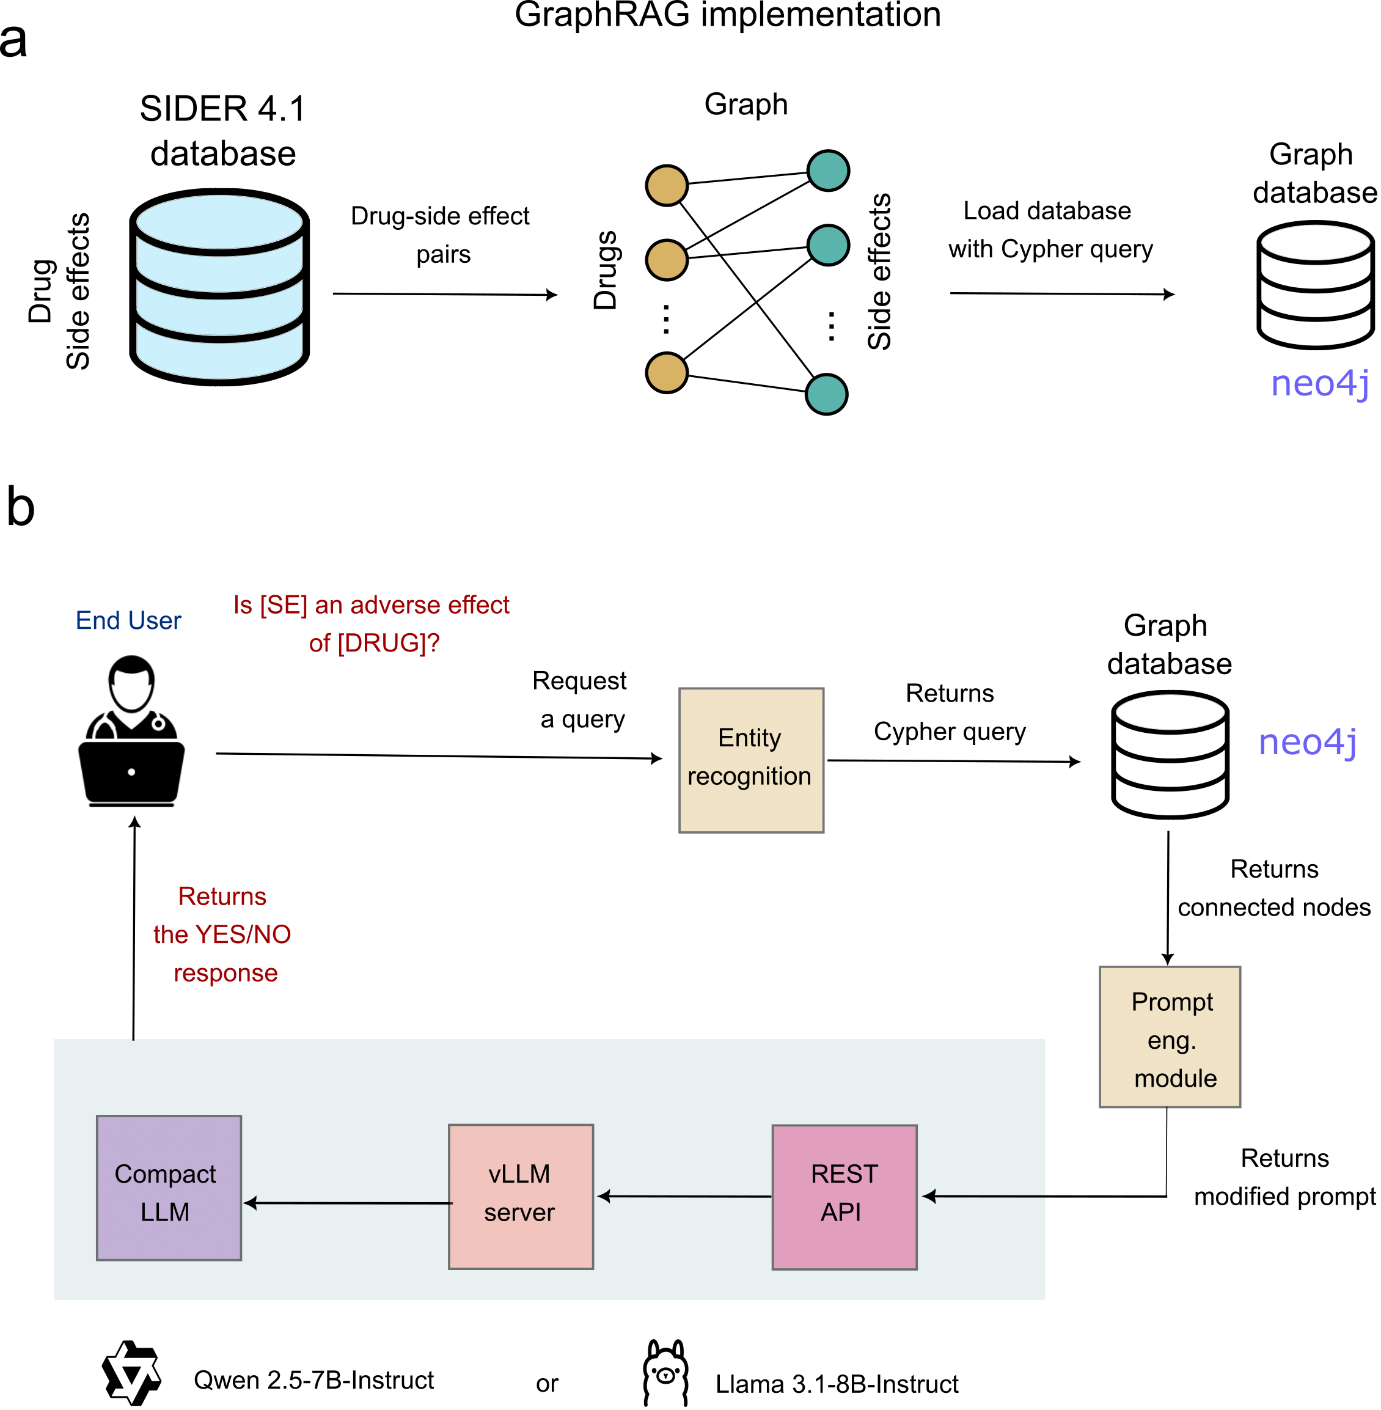 GraphRAG implementation
a
SIDER 4.1
database
Drug
Side effects
Drug-side effect
pairs
Graph
Drugs
Side effects
Load database
with Cypher query
Graph
database
neo4j
b
End User
Is [SE] an adverse effect
of [DRUG]?
Request
a query
Entity
recognition
Returns
Cypher query
Graph
database
neo4j
Returns
connected nodes
Prompt
eng.
module
Returns
modified prompt
REST
API
vLLM
server
Compact
LLM
Returns
the YES/NO
response
Qwen 2.5-7B-Instruct
or
Llama 3.1-8B-Instruct